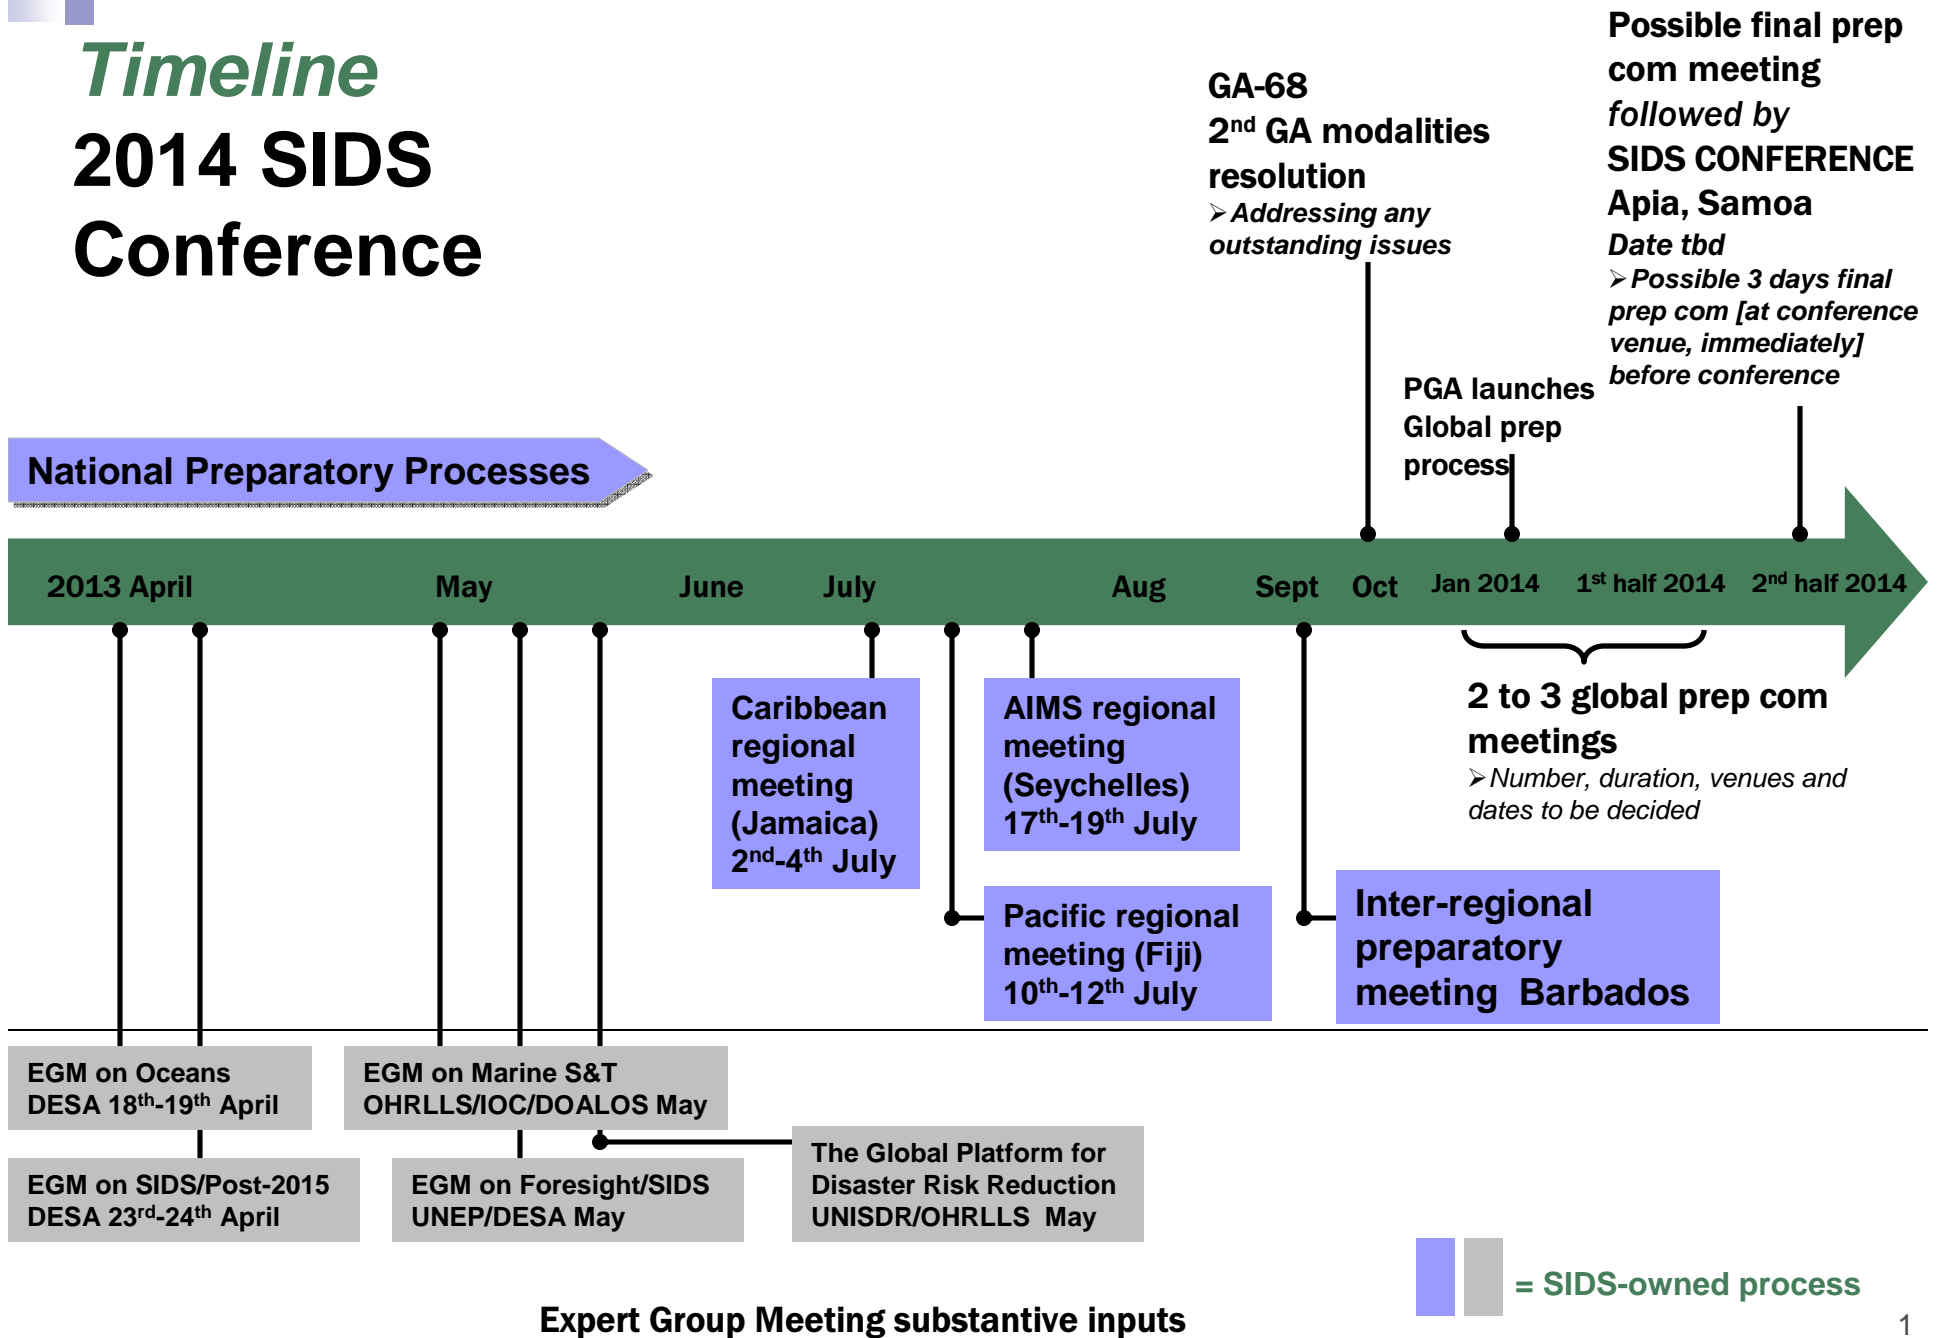 Timeline
2014 SIDS
Conference
GA-68
2nd GA modalities
resolution
➢Addressing any
outstanding issues
Possible final prep
com meeting
followed by
SIDS CONFERENCE
Apia, Samoa
Date tbd
➢Possible 3 days final
prep com [at conference
venue, immediately]
before conference
PGA launches
Global prep
process
National Preparatory Processes
2013 April May June July Aug Sept Oct Jan 2014 1st half 2014 2nd half 2014
Caribbean
regional
meeting
(Jamaica)
2nd-4th July
AIMS regional
meeting
(Seychelles)
17th-19th July
Pacific regional
meeting (Fiji)
10th-12th July
2 to 3 global prep com
meetings
➢Number, duration, venues and
dates to be decided
Inter-regional
preparatory
meeting  Barbados
EGM on Oceans
DESA 18th-19th April
EGM on SIDS/Post-2015
DESA 23rd-24th April
EGM on Marine S&T
OHRLLS/IOC/DOALOS May
EGM on Foresight/SIDS
UNEP/DESA May
The Global Platform for
Disaster Risk Reduction
UNISDR/OHRLLS  May
= SIDS-owned process
Expert Group Meeting substantive inputs
1